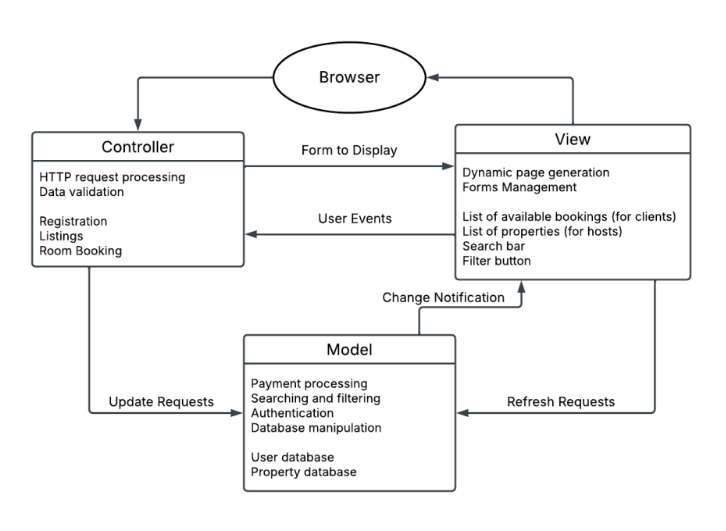 Browser
Controller
HTTP request processing
Data validation
Registration
Listings
Room Booking
Form to Display
User Events
View
Dynamic page generation
Forms Management
List of available bookings (for clients)
List of properties (for hosts)
Search bar
Filter button
Change Notification
Model
Payment processing
Searching and filtering
Authentication
Database manipulation
User database
Property database
Update Requests
Refresh Requests